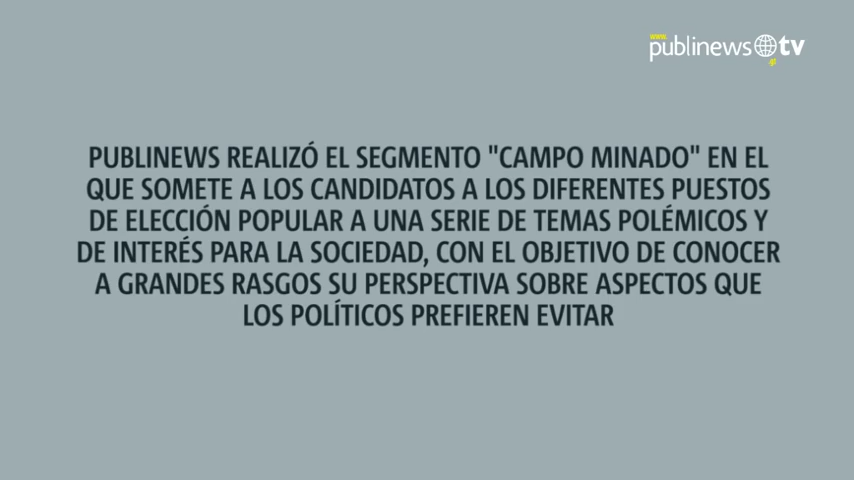 www.
publinews tv
.gt
PUBLINEWS REALIZÓ EL SEGMENTO "CAMPO MINADO" EN EL
QUE SOMETE A LOS CANDIDATOS A LOS DIFERENTES PUESTOS
DE ELECCIÓN POPULAR A UNA SERIE DE TEMAS POLÉMICOS Y
DE INTERÉS PARA LA SOCIEDAD, CON EL OBJETIVO DE CONOCER
A GRANDES RASGOS SU PERSPECTIVA SOBRE ASPECTOS QUE
LOS POLÍTICOS PREFIEREN EVITAR